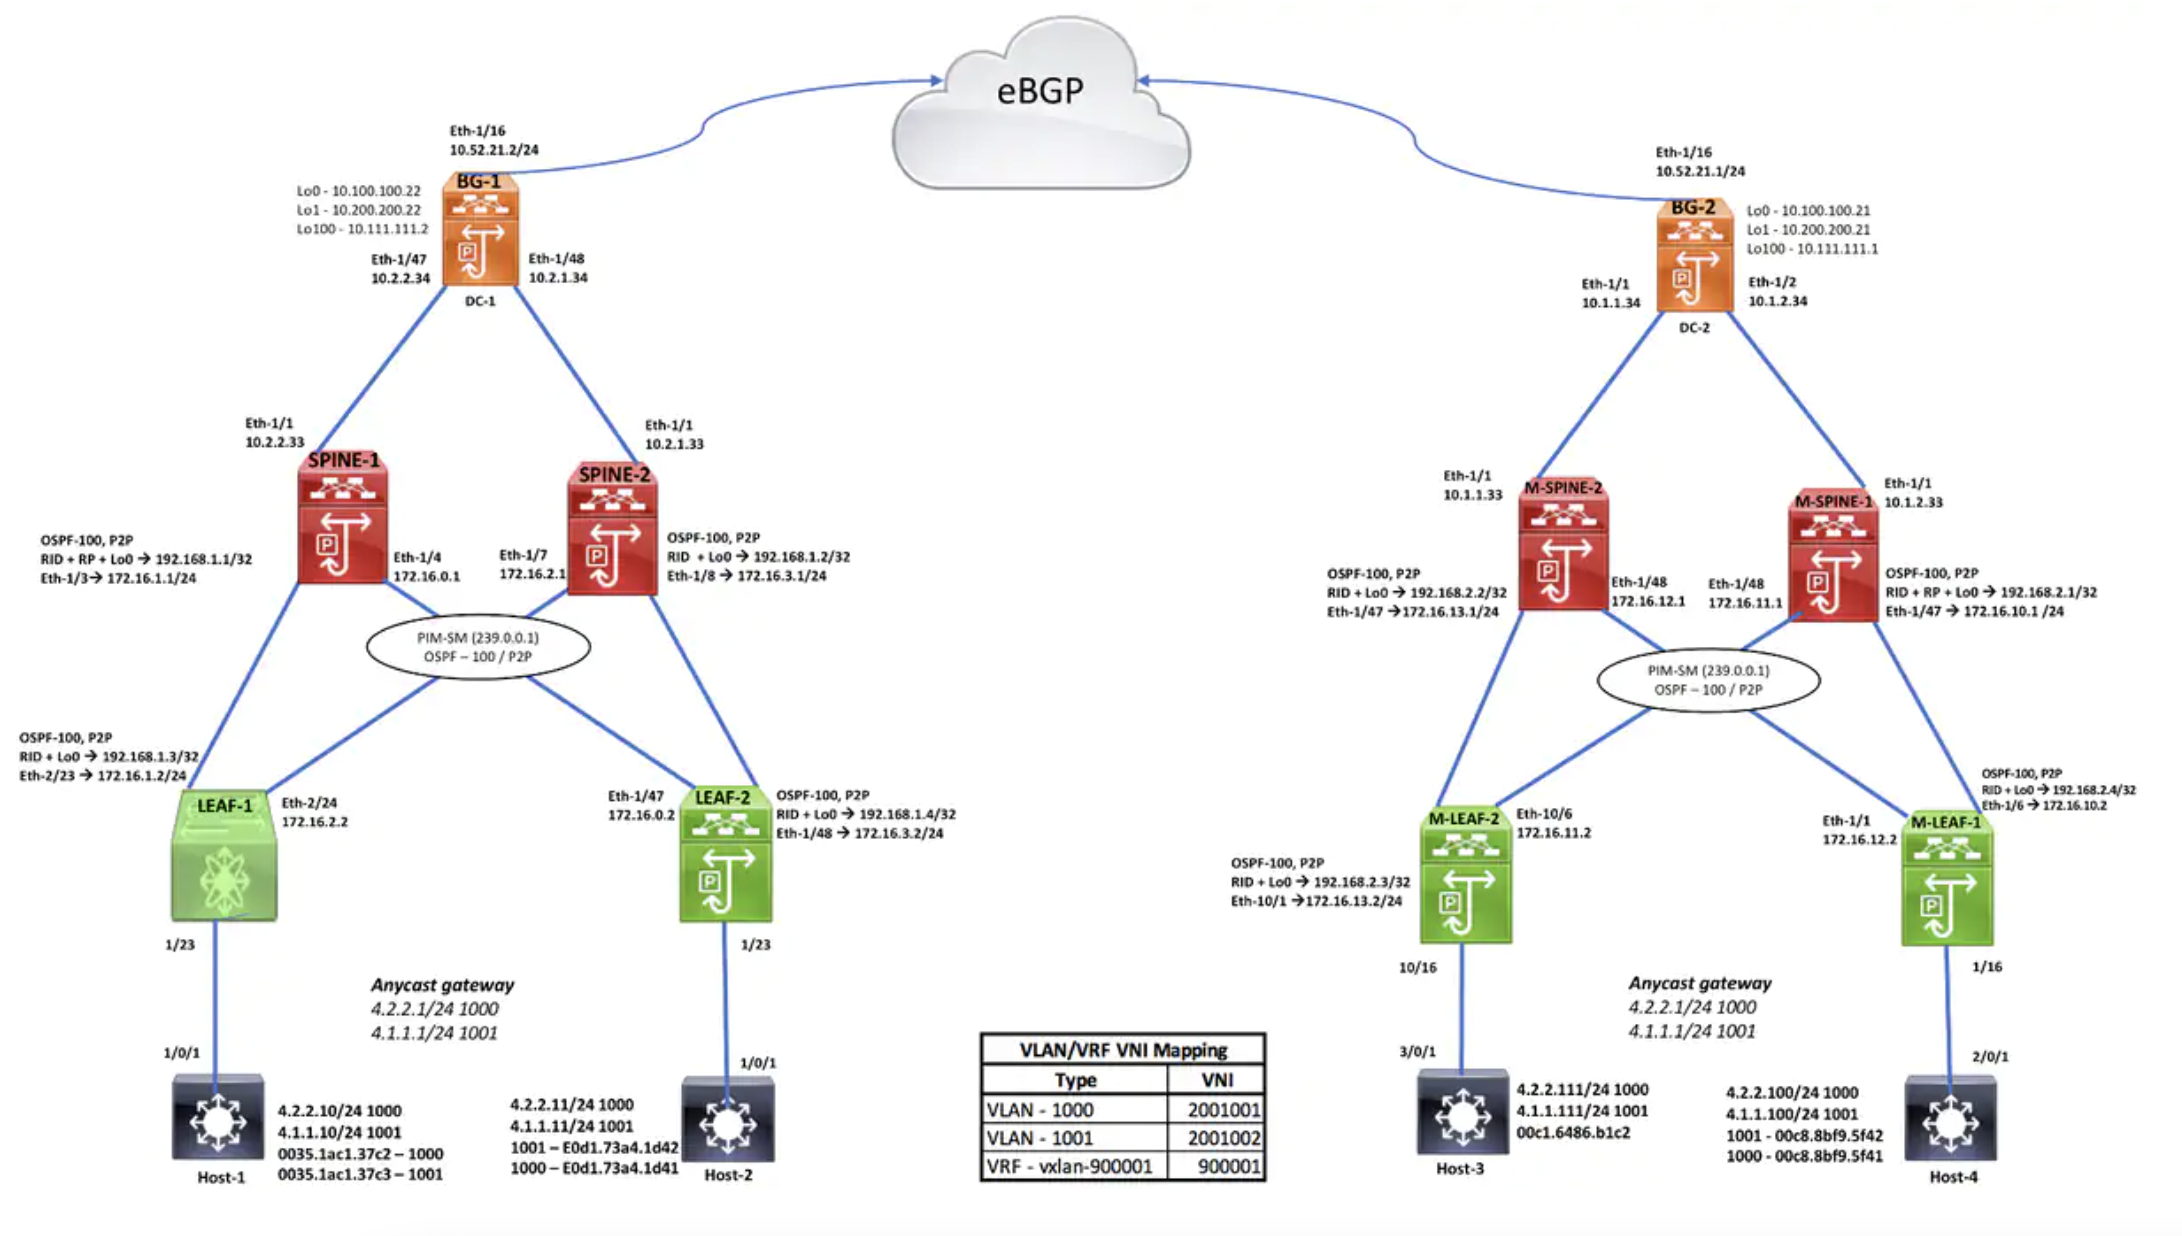 eBGP
Eth-1/16
10.52.21.2/24
BG-1
Lo0 - 10.100.100.22
Lo1 - 10.200.200.22
Lo100 - 10.111.111.2
Eth-1/47
10.2.2.34
Eth-1/48
10.2.1.34
P
DC-1
Eth-1/16
10.52.21.1/24
BG-2
Lo0 - 10.100.100.21
Lo1 - 10.200.200.21
Lo100 - 10.111.111.1
Eth-1/1
10.1.1.34
Eth-1/2
10.1.2.34
P
DC-2
Eth-1/1
10.2.2.33
SPINE-1
P
Eth-1/1
10.2.1.33
SPINE-2
P
OSPF-100, P2P
RID + RP + Lo0 → 192.168.1.1/32
Eth-1/3→ 172.16.1.1/24
Eth-1/4
172.16.0.1
Eth-1/7
172.16.2.1
OSPF-100, P2P
RID + Lo0 → 192.168.1.2/32
Eth-1/8 → 172.16.3.1/24
PIM-SM (239.0.0.1)
OSPF – 100 / P2P
Eth-1/1
10.1.1.33
M-SPINE-2
P
M-SPINE-1
P
Eth-1/1
10.1.2.33
OSPF-100, P2P
RID + Lo0 → 192.168.2.2/32
Eth-1/47 →172.16.13.1/24
Eth-1/48
172.16.12.1
Eth-1/48
172.16.11.1
OSPF-100, P2P
RID + RP + Lo0 → 192.168.2.1/32
Eth-1/47 → 172.16.10.1 /24
PIM-SM (239.0.0.1)
OSPF – 100 / P2P
OSPF-100, P2P
RID + Lo0 → 192.168.1.3/32
Eth-2/23 → 172.16.1.2/24
LEAF-1
Eth-2/24
172.16.2.2
Eth-1/47
172.16.0.2
LEAF-2
P
OSPF-100, P2P
RID + Lo0 → 192.168.1.4/32
Eth-1/48 → 172.16.3.2/24
M-LEAF-2
P
Eth-10/6
172.16.11.2
OSPF-100, P2P
RID + Lo0 → 192.168.2.3/32
Eth-10/1 →172.16.13.2/24
Eth-1/1
172.16.12.2
M-LEAF-1
P
OSPF-100, P2P
RID + Lo0 → 192.168.2.4/32
Eth-1/6 → 172.16.10.2
1/23
1/23
10/16
1/16
Anycast gateway
4.2.2.1/24 1000
4.1.1.1/24 1001
Anycast gateway
4.2.2.1/24 1000
4.1.1.1/24 1001
1/0/1
1/0/1
3/0/1
2/0/1
Host-1
4.2.2.10/24 1000
4.1.1.10/24 1001
0035.1ac1.37c2 – 1000
0035.1ac1.37c3 – 1001
4.2.2.11/24 1000
4.1.1.11/24 1001
1001 – E0d1.73a4.1d42
1000 – E0d1.73a4.1d41
Host-2
VLAN/VRF VNI Mapping
Type VNI
VLAN - 1000 2001001
VLAN - 1001 2001002
VRF - vxlan-900001 900001
Host-3
4.2.2.111/24 1000
4.1.1.111/24 1001
00c1.6486.b1c2
4.2.2.100/24 1000
4.1.1.100/24 1001
1001 - 00c8.8bf9.5f42
1000 - 00c8.8bf9.5f41
Host-4